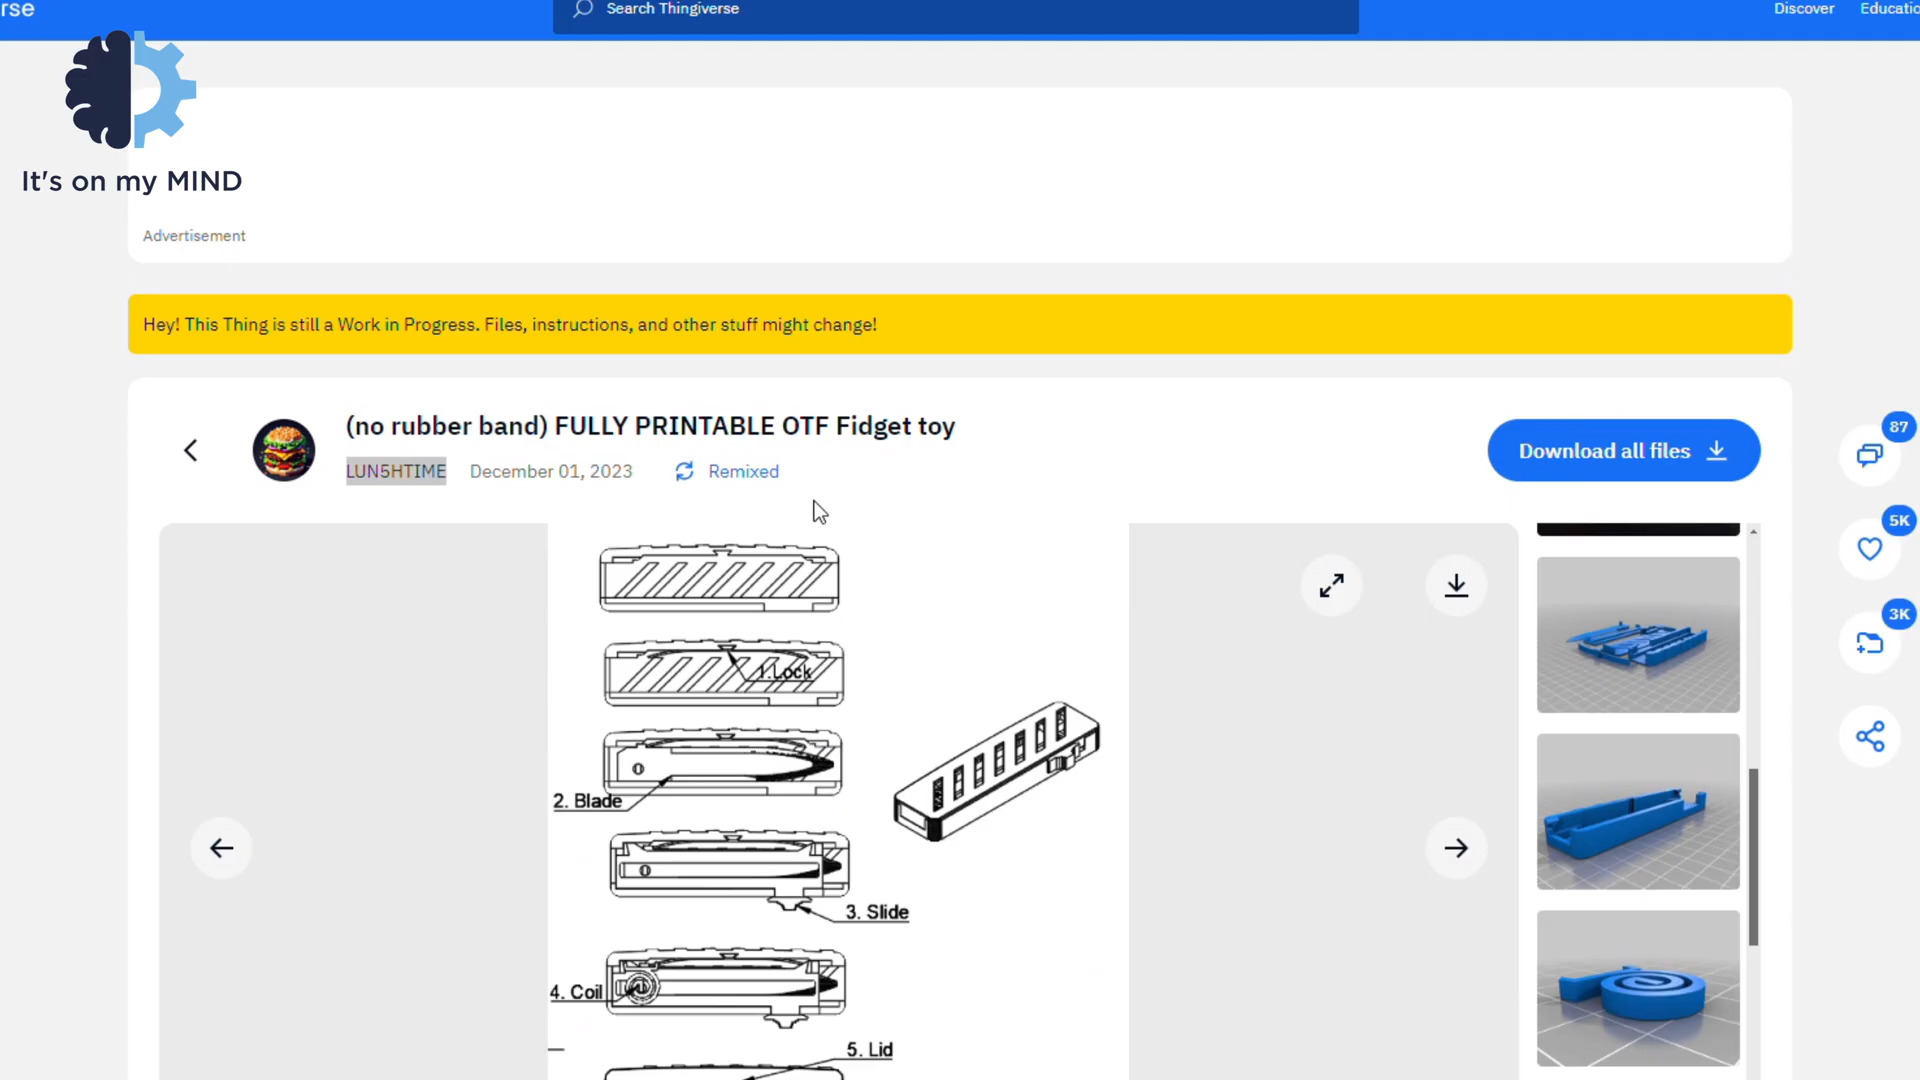 rse
Search Thingiverse
Discover
Educatio
It's on my MIND
Advertisement
Hey! This Thing is still a Work in Progress. Files, instructions, and other stuff might change!
(no rubber band) FULLY PRINTABLE OTF Fidget toy
LUN5HTIME
December 01, 2023
Remixed
Download all files
87
5K
3K
1.Lock
2. Blade
3. Slide
4. Coil
5. Lid